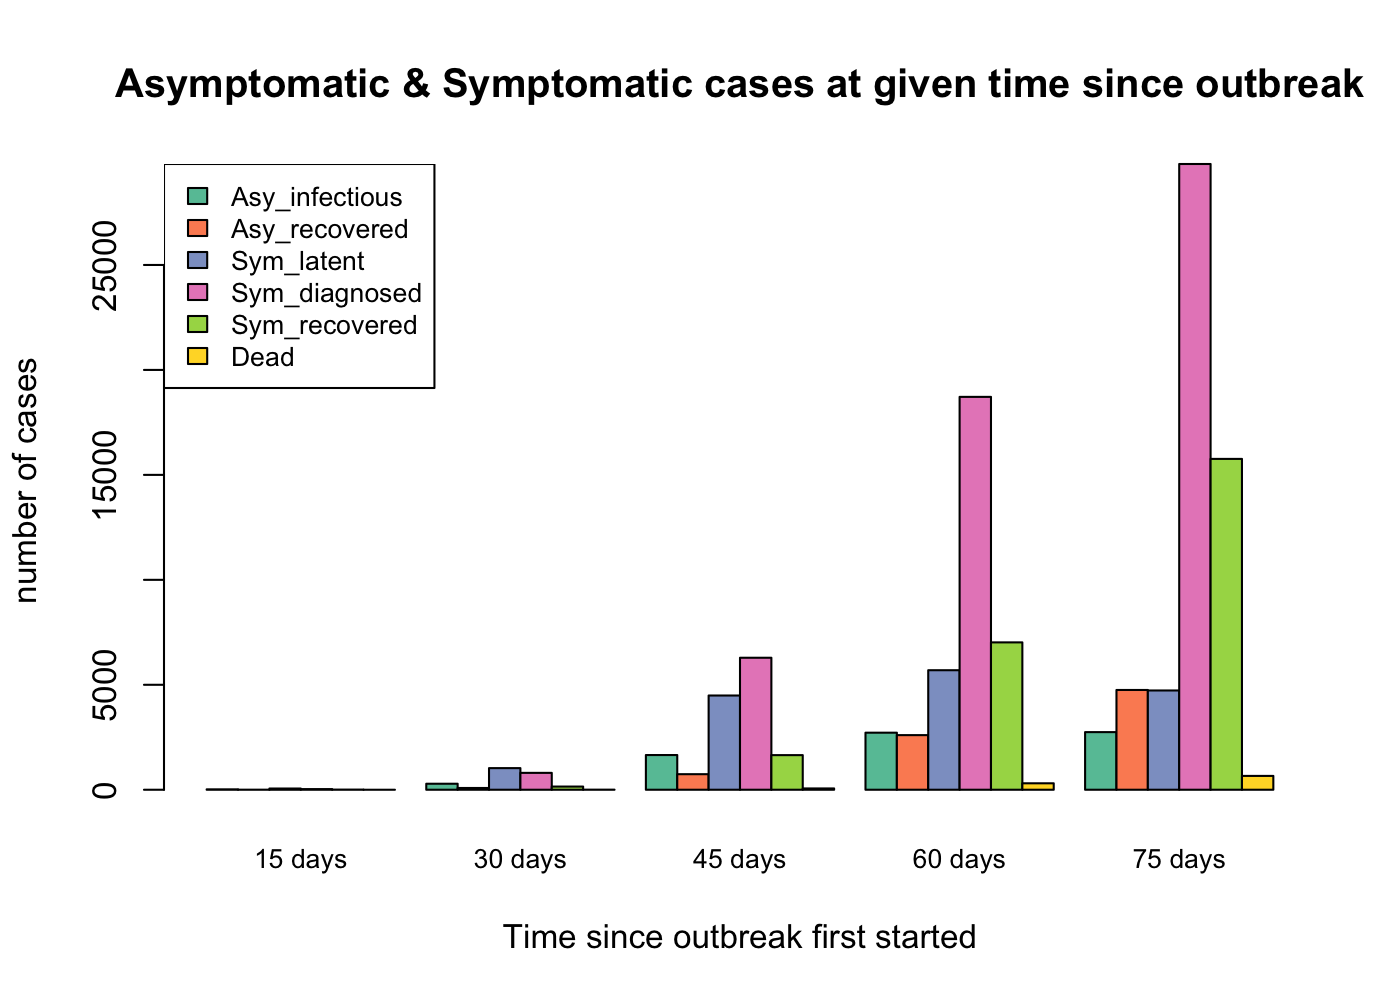 Asymptomatic & Symptomatic cases at given time since outbreak
Asy_infectious
Asy_recovered
Sym_latent
Sym_diagnosed
Sym_recovered
Dead
number of cases
25000
15000
5000
0
15 days
30 days
45 days
60 days
75 days
Time since outbreak first started